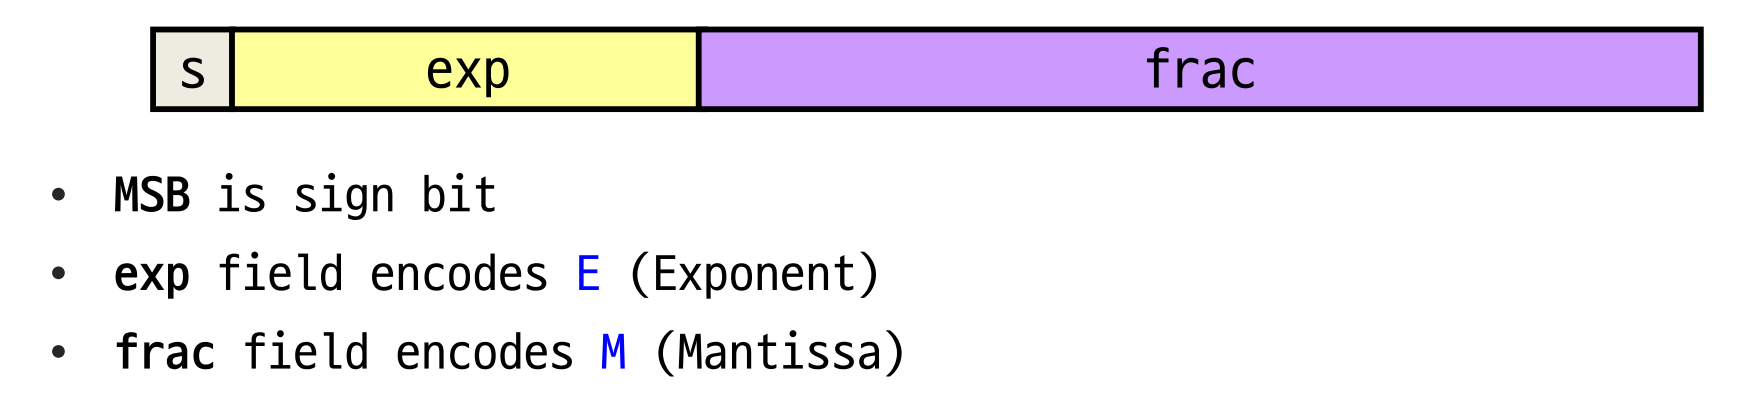 s exp frac
• MSB is sign bit
• exp field encodes E (Exponent)
• frac field encodes M (Mantissa)